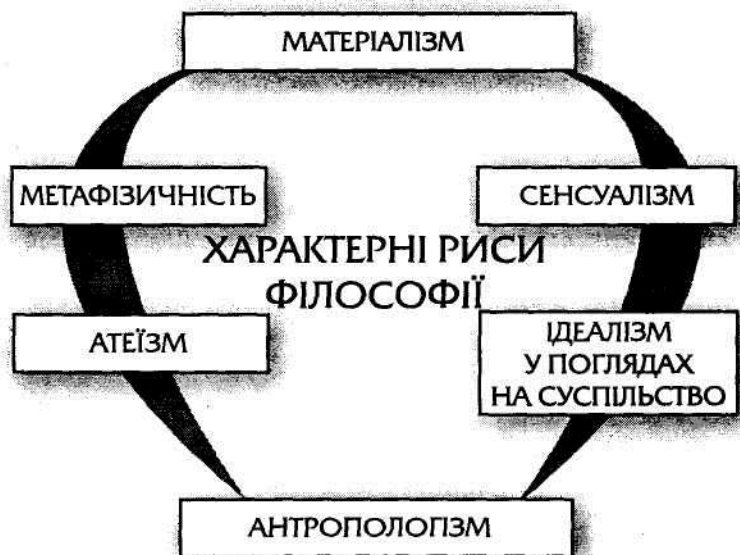 МАТЕРІАЛІЗМ
МЕТАФІЗИЧНІСТЬ
СЕНСУАЛІЗМ
ХАРАКТЕРНІ РИСИ
ФІЛОСОФІЇ
АТЕЇЗМ
ІДЕАЛІЗМ
У ПОГЛЯДАХ
НА СУСПІЛЬСТВО
АНТРОПОЛОГІЗМ